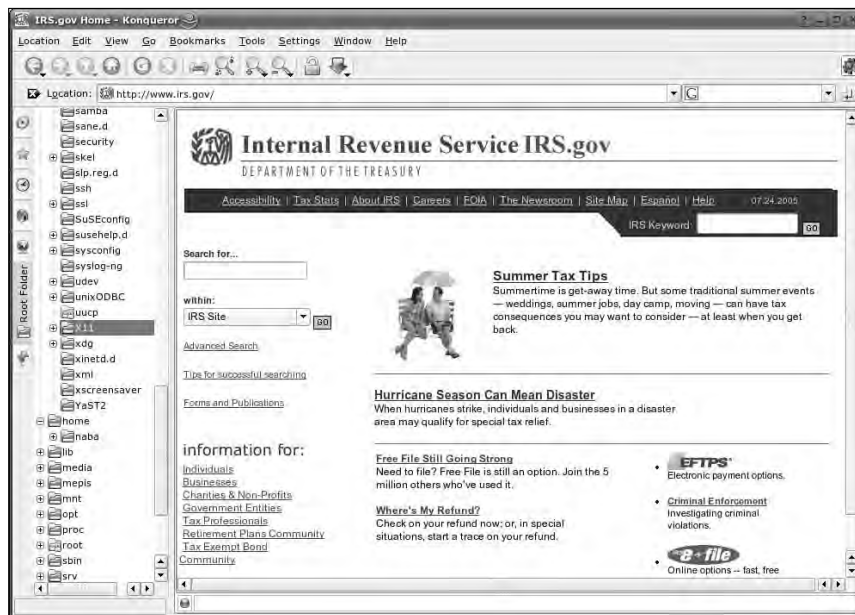 IRS.gov Home - Konqueror
Location Edit View Go Bookmarks Tools Settings Window Help
Location: http://www.irs.gov/
Root Folder
samba
sane.d
security
skel
slp.reg.d
ssh
ssl
SuSEconfig
susehelp.d
sysconfig
syslog-ng
udev
unixODBC
uucp
X11
xdg
xinetd.d
xml
xscreensaver
YaST2
home
naba
lib
media
mepis
mnt
opt
proc
root
sbin
srv
Internal Revenue Service IRS.gov
DEPARTMENT OF THE TREASURY
Accessibility | Tax Stats | About IRS | Careers | FOIA | The Newsroom | Site Map | Español | Help 07.24.2005
IRS Keyword GO
Search for...
within:
IRS Site GO
Advanced Search
Tips for successful searching
Forms and Publications
information for:
Individuals
Businesses
Charities & Non-Profits
Government Entities
Tax Professionals
Retirement Plans Community
Tax Exempt Bond
Community
Summer Tax Tips
Summertime is get-away time. But some traditional summer events
— weddings, summer jobs, day camp, moving — can have tax
consequences you may want to consider — at least when you get
back.
Hurricane Season Can Mean Disaster
When hurricanes strike, individuals and businesses in a disaster
area may qualify for special tax relief.
Free File Still Going Strong
Need to file? Free File is still an option. Join the 5
million others who've used it.
Where's My Refund?
Check on your refund now; or, in special
situations, start a trace on your refund.
EFTPS
Electronic payment options.
Criminal Enforcement
Investigating criminal
violations.
e-file
Online options -- fast, free